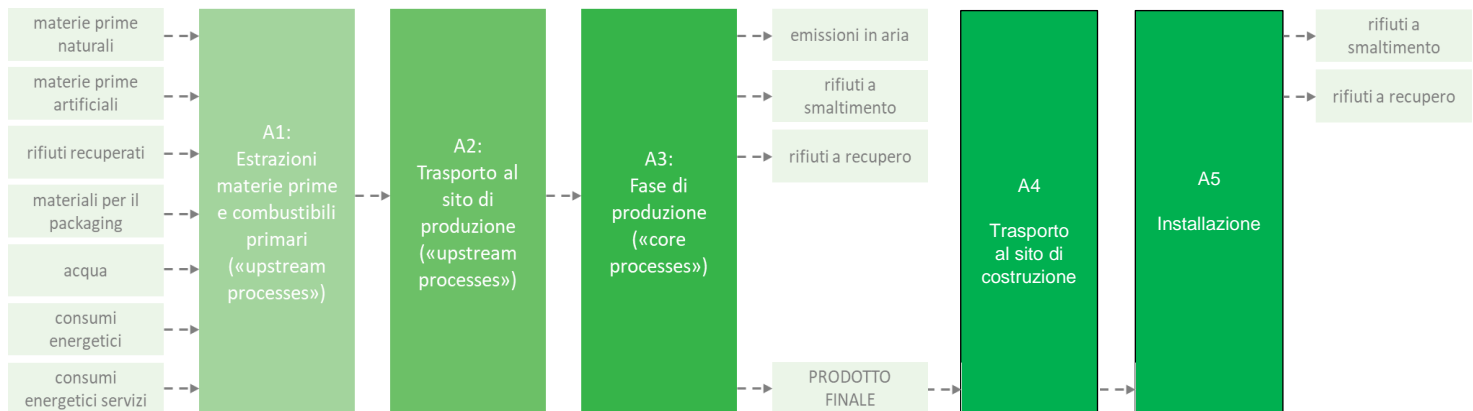 materie prime
naturali
materie prime
artificiali
rifiuti recuperati
materiali per il
packaging
acqua
consumi
energetici
consumi
energetici servizi
A1:
Estrazioni
materie prime
e combustibili
primari
(«upstream
processes»)
A2:
Trasporto al
sito di
produzione
(«upstream
processes»)
A3:
Fase di
produzione
(«core
processes»)
emissioni in aria
rifiuti a
smaltimento
rifiuti a recupero
PRODOTTO
FINALE
A4
Trasporto
al sito di
costruzione
A5
Installazione
rifiuti a
smaltimento
rifiuti a recupero